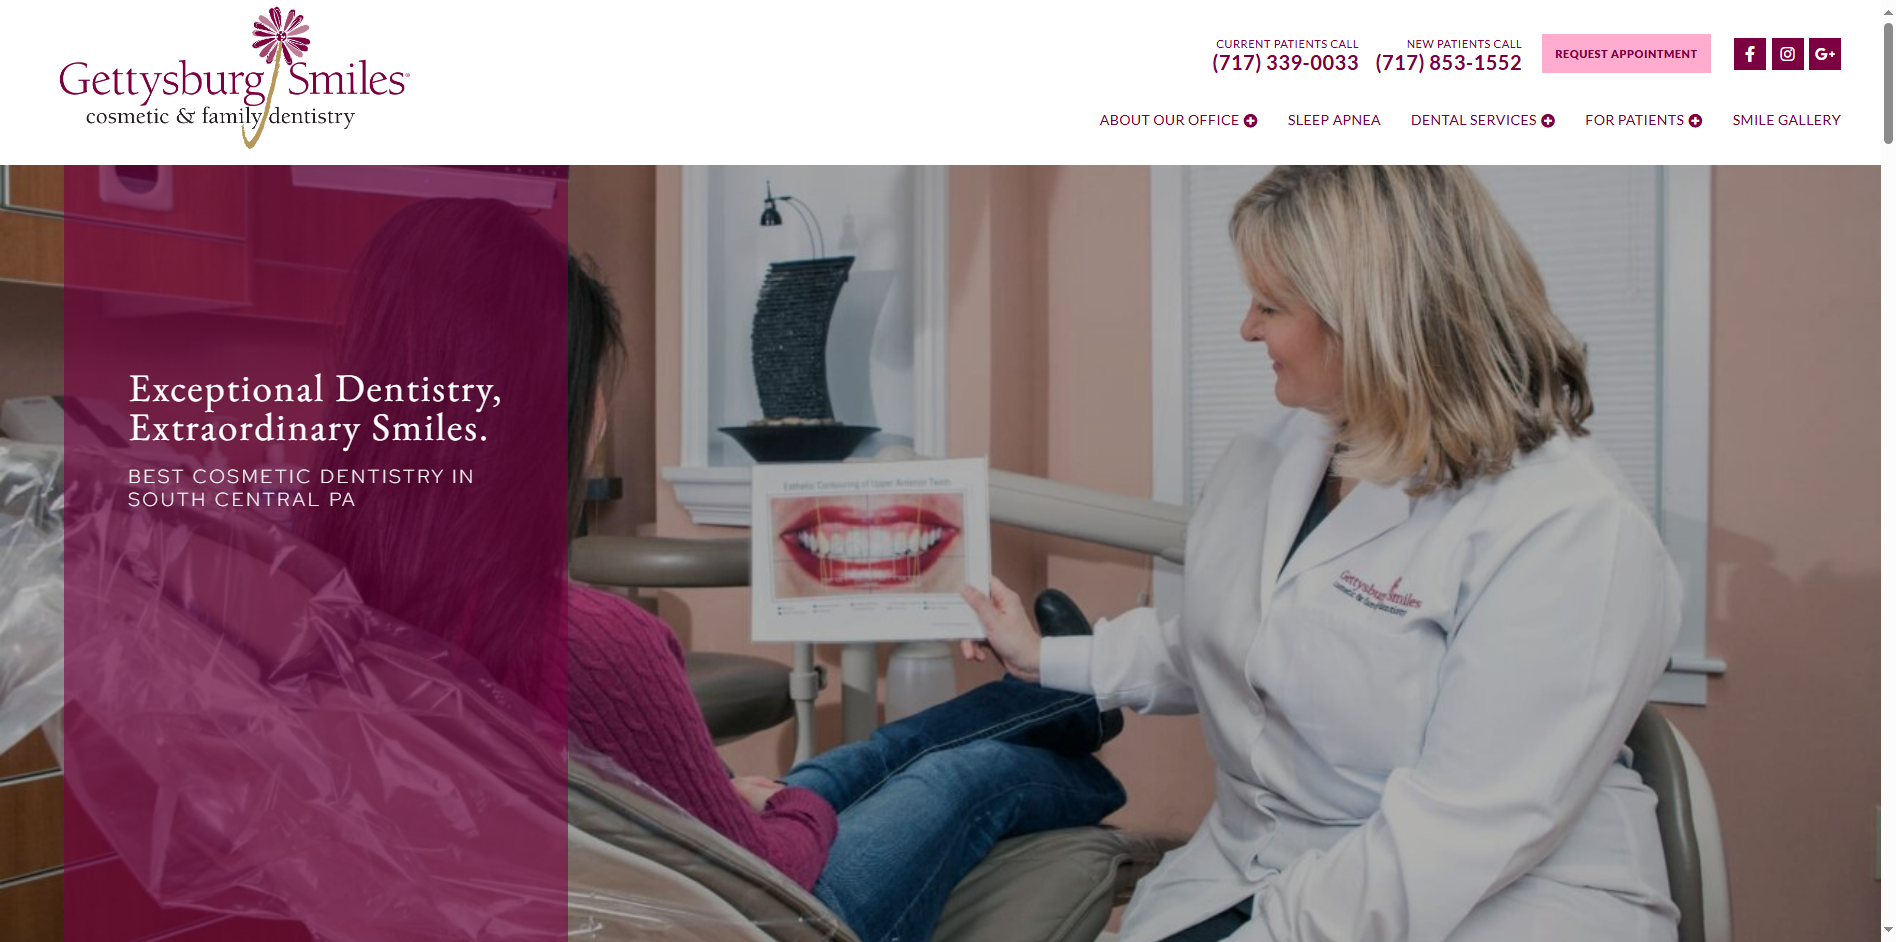 Gettysburg Smiles
cosmetic & family dentistry
CURRENT PATIENTS CALL
(717) 339-0033
NEW PATIENTS CALL
(717) 853-1552
REQUEST APPOINTMENT
ABOUT OUR OFFICE
SLEEP APNEA
DENTAL SERVICES
FOR PATIENTS
SMILE GALLERY
Exceptional Dentistry,
Extraordinary Smiles.
BEST COSMETIC DENTISTRY IN
SOUTH CENTRAL PA
Esthetic Contouring of Upper Anterior Teeth
Gettysburg Smiles
cosmetic & family dentistry